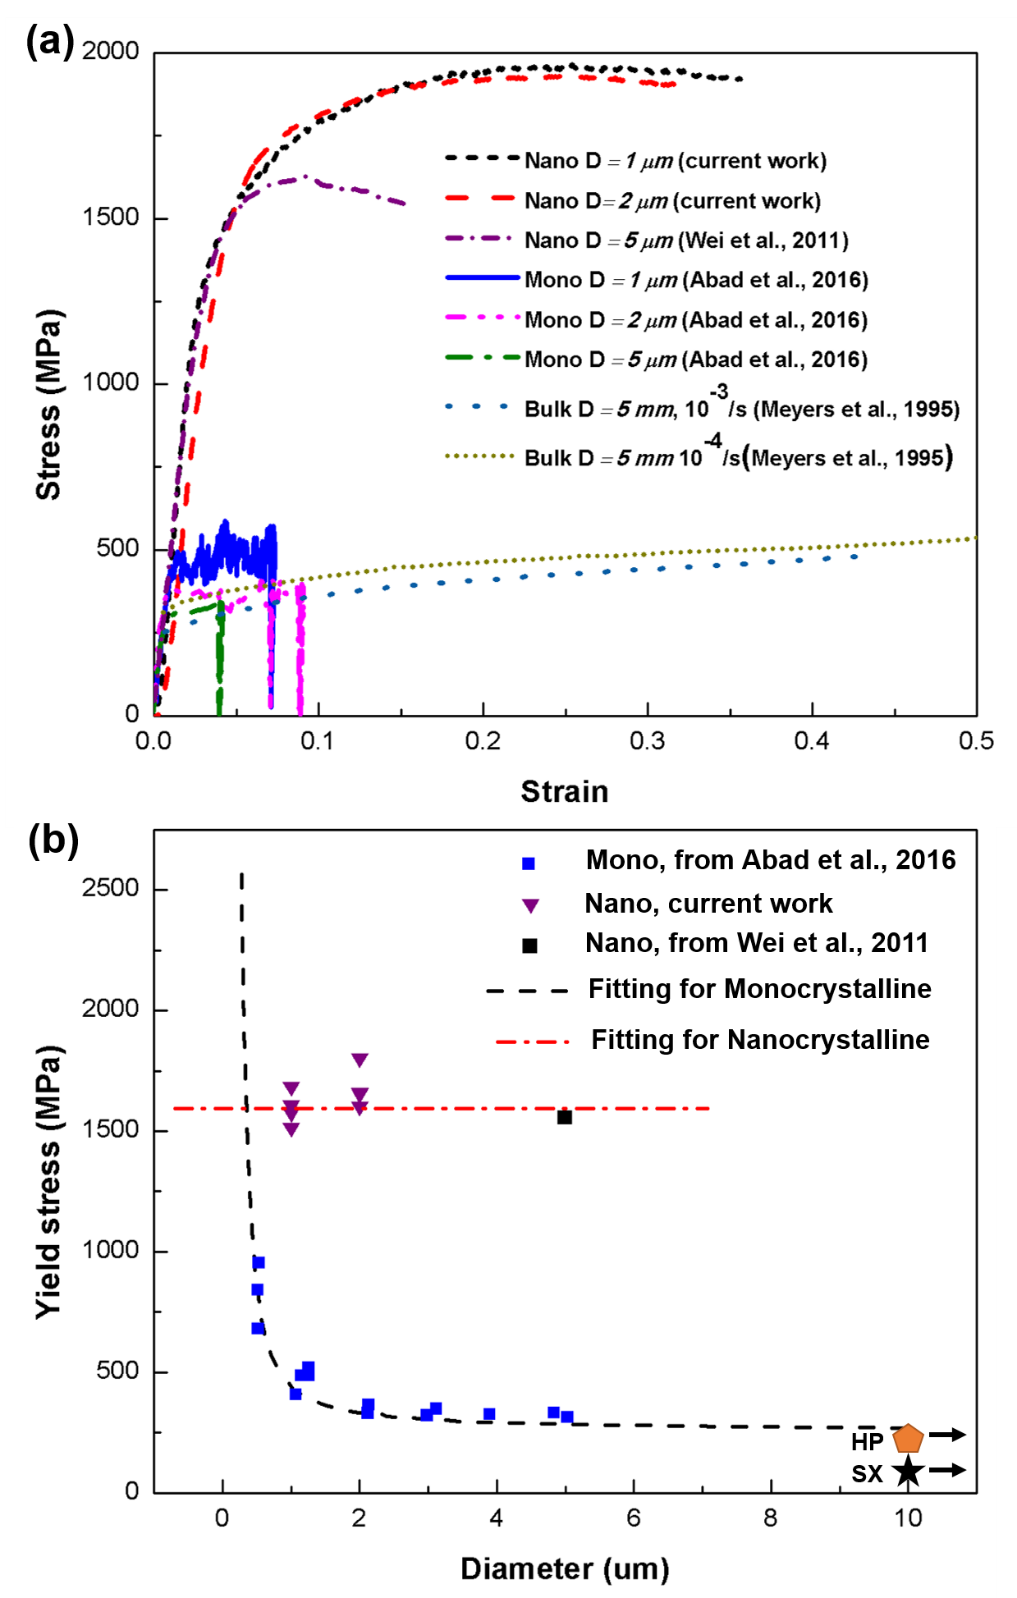 (a)
2000
1500
1000
500
0
Stress (MPa)
Nano D = 1 μm (current work)
Nano D= 2 μm (current work)
Nano D = 5 μm (Wei et al., 2011)
Mono D = 1 μm (Abad et al., 2016)
Mono D = 2 μm (Abad et al., 2016)
Mono D = 5 μm (Abad et al., 2016)
Bulk D = 5 mm, 10^-3/s (Meyers et al., 1995)
Bulk D = 5 mm 10^-4/s(Meyers et al., 1995)
0.0 0.1 0.2 0.3 0.4 0.5
Strain
(b)
2500
2000
1500
1000
500
0
Yield stress (MPa)
Mono, from Abad et al., 2016
Nano, current work
Nano, from Wei et al., 2011
Fitting for Monocrystalline
Fitting for Nanocrystalline
HP
SX
0 2 4 6 8 10
Diameter (um)